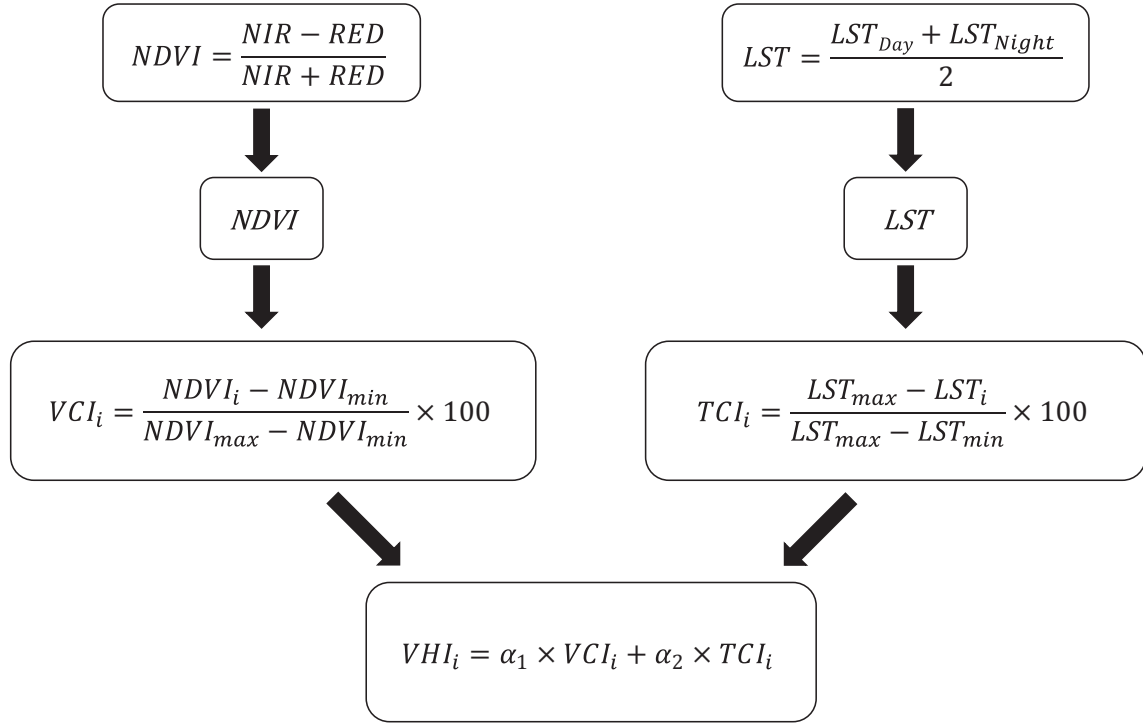 NDVI = (NIR − RED) / (NIR + RED)
LST = (LST_Day + LST_Night) / 2
NDVI
LST
VCI_i = (NDVI_i − NDVI_min) / (NDVI_max − NDVI_min) × 100
TCI_i = (LST_max − LST_i) / (LST_max − LST_min) × 100
VHI_i = α_1 × VCI_i + α_2 × TCI_i